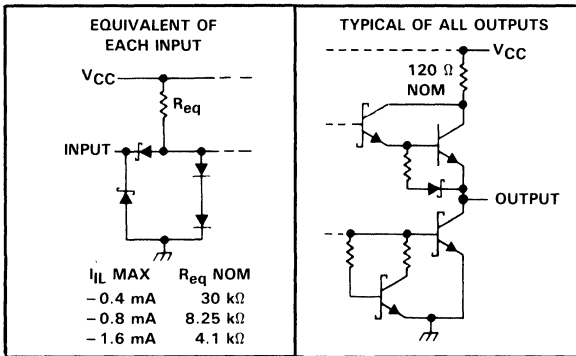 EQUIVALENT OF
EACH INPUT
VCC
Req
INPUT
IIL MAX Req NOM
−0.4 mA 30 kΩ
−0.8 mA 8.25 kΩ
−1.6 mA 4.1 kΩ
TYPICAL OF ALL OUTPUTS
VCC
120 Ω
NOM
OUTPUT